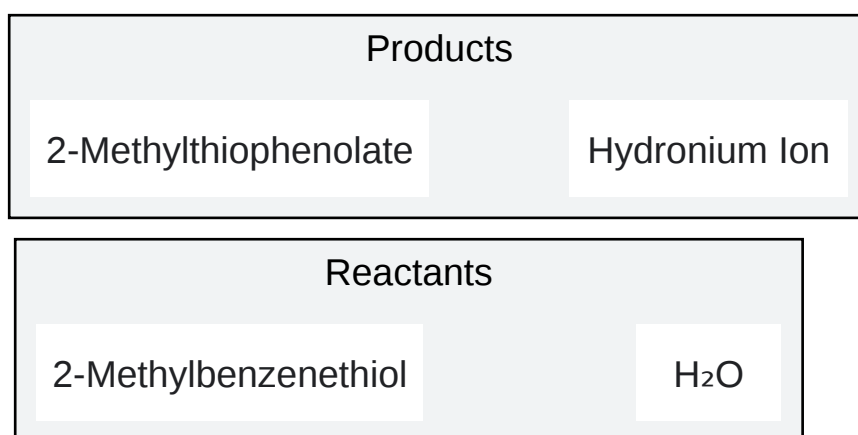 Products
2-Methylthiophenolate Hydronium Ion
Reactants
2-Methylbenzenethiol H₂O